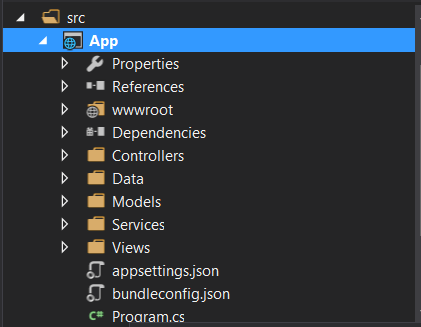 src
App
Properties
References
wwwroot
Dependencies
Controllers
Data
Models
Services
Views
appsettings.json
bundleconfig.json
C# Program.cs